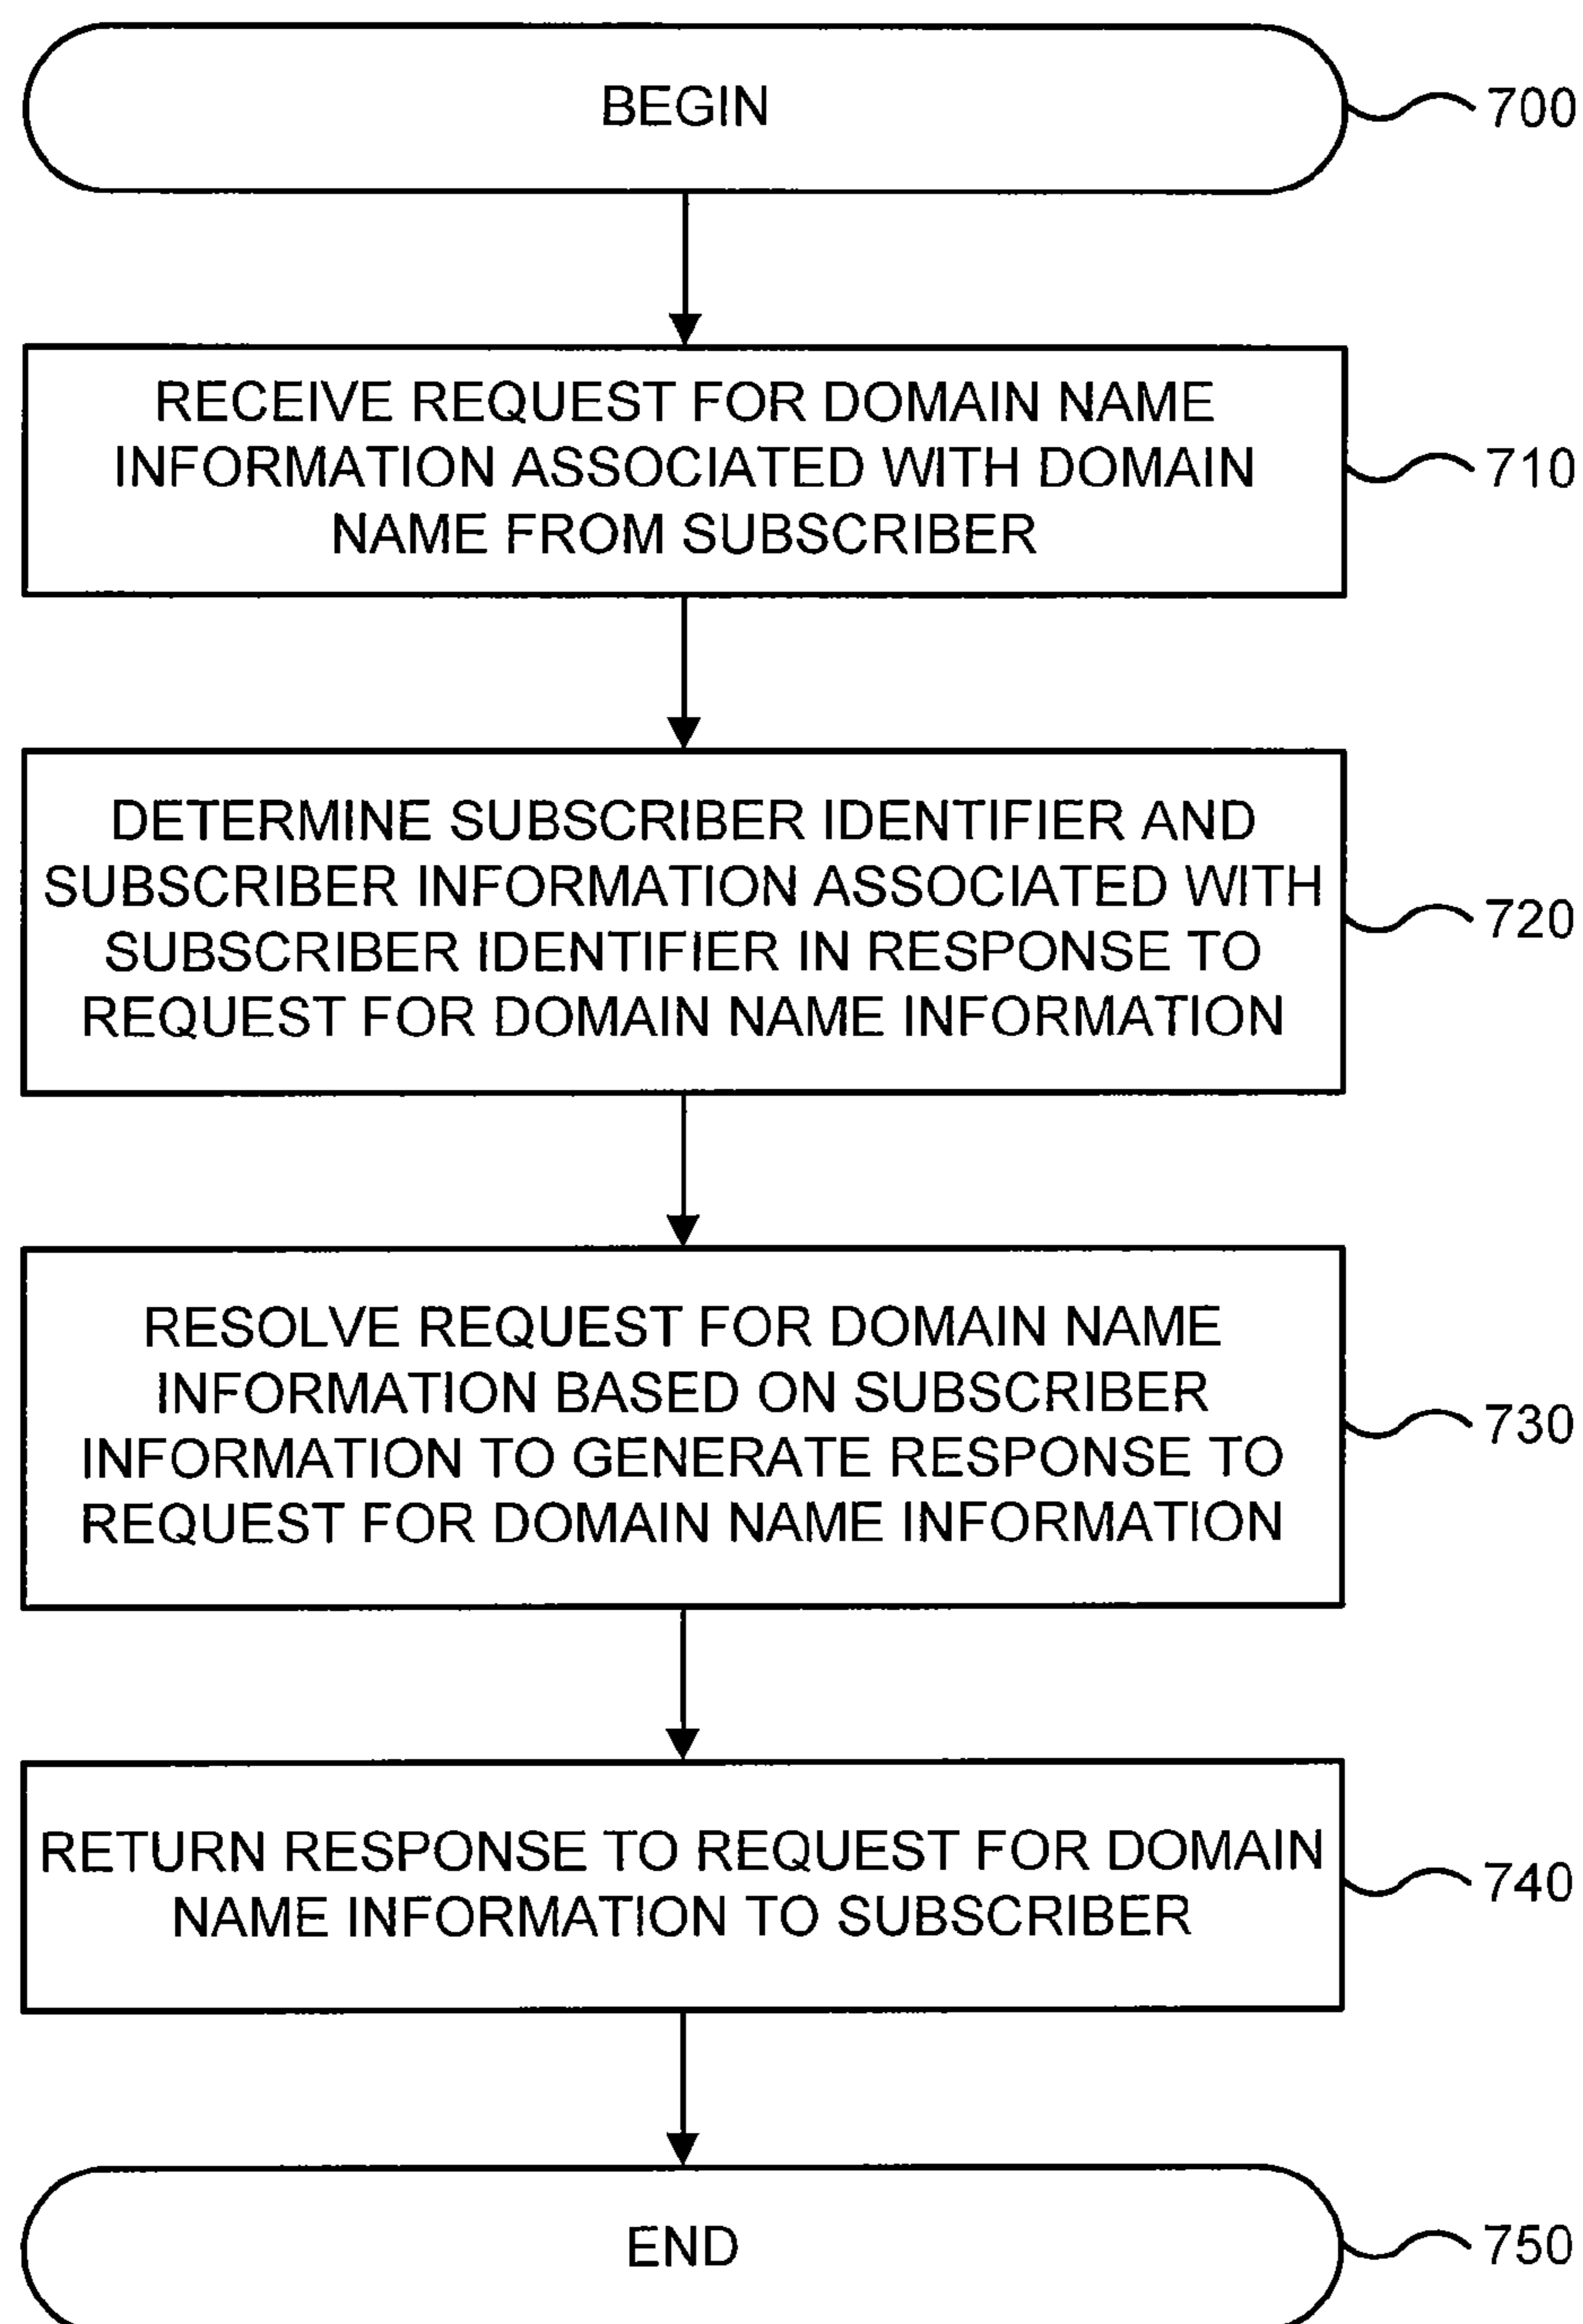 BEGIN
700
RECEIVE REQUEST FOR DOMAIN NAME
INFORMATION ASSOCIATED WITH DOMAIN
NAME FROM SUBSCRIBER
710
DETERMINE SUBSCRIBER IDENTIFIER AND
SUBSCRIBER INFORMATION ASSOCIATED WITH
SUBSCRIBER IDENTIFIER IN RESPONSE TO
REQUEST FOR DOMAIN NAME INFORMATION
720
RESOLVE REQUEST FOR DOMAIN NAME
INFORMATION BASED ON SUBSCRIBER
INFORMATION TO GENERATE RESPONSE TO
REQUEST FOR DOMAIN NAME INFORMATION
730
RETURN RESPONSE TO REQUEST FOR DOMAIN
NAME INFORMATION TO SUBSCRIBER
740
END
750